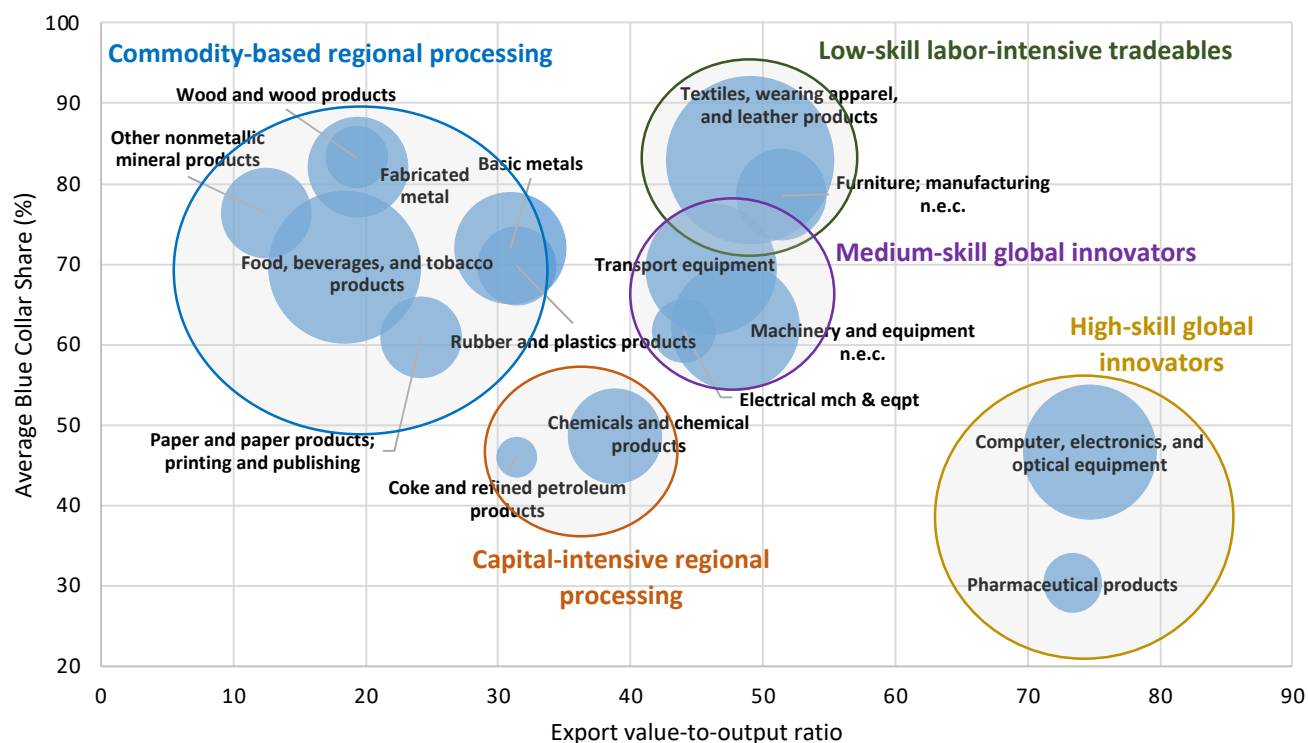 100
90
80
70
60
50
40
30
20
Average Blue Collar Share (%)
Commodity-based regional processing
Low-skill labor-intensive tradeables
Wood and wood products
Textiles, wearing apparel,
and leather products
Other nonmetallic
mineral products
Basic metals
Fabricated
metal
Furniture; manufacturing
n.e.c.
Medium-skill global innovators
Food, beverages, and tobacco
products
Transport equipment
Rubber and plastics products
Machinery and equipment
n.e.c.
High-skill global
innovators
Electrical mch & eqpt
Paper and paper products;
printing and publishing
Chemicals and chemical
products
Computer, electronics, and
optical equipment
Coke and refined petroleum
products
Capital-intensive regional
processing
Pharmaceutical products
0 10 20 30 40 50 60 70 80 90
Export value-to-output ratio